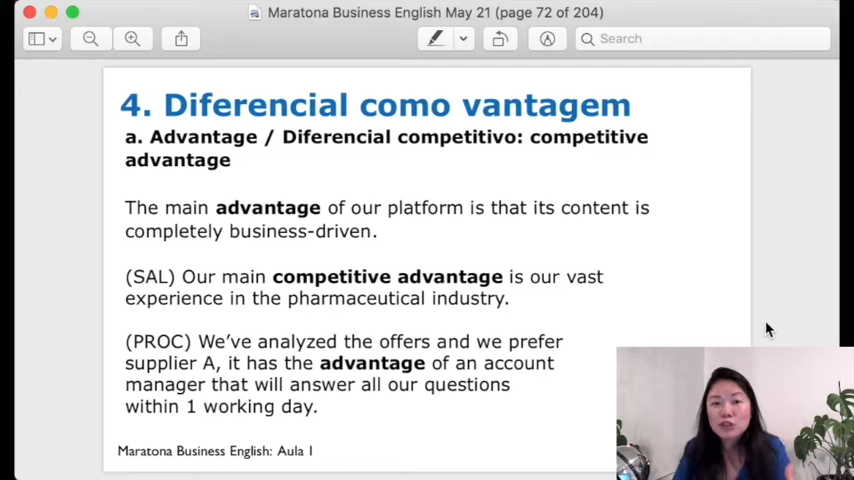 Maratona Business English May 21 (page 72 of 204)
Search
4. Diferencial como vantagem
a. Advantage / Diferencial competitivo: competitive
advantage
The main advantage of our platform is that its content is
completely business-driven.
(SAL) Our main competitive advantage is our vast
experience in the pharmaceutical industry.
(PROC) We've analyzed the offers and we prefer
supplier A, it has the advantage of an account
manager that will answer all our questions
within 1 working day.
Maratona Business English: Aula 1